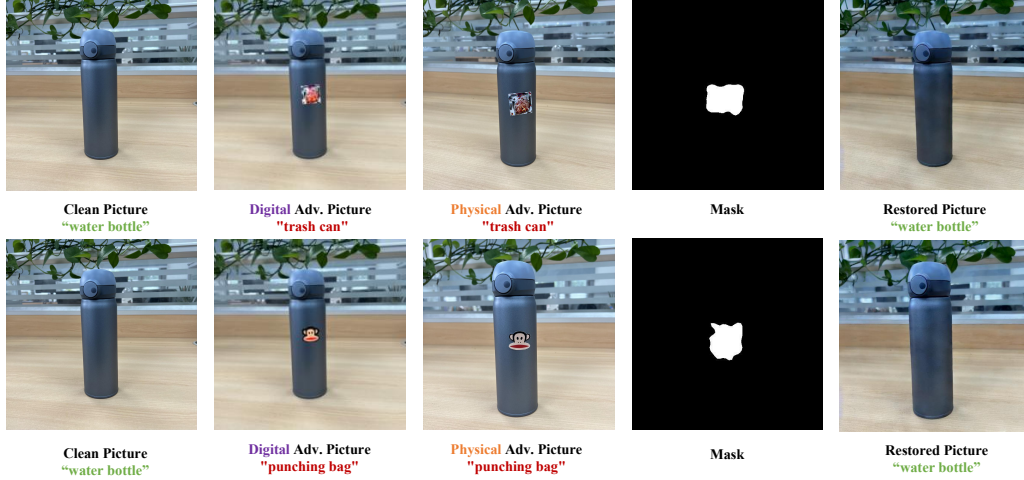 Clean Picture
“water bottle”
Digital Adv. Picture
"trash can"
Physical Adv. Picture
"trash can"
Mask
Restored Picture
“water bottle”
Clean Picture
“water bottle”
Digital Adv. Picture
"punching bag"
Physical Adv. Picture
"punching bag"
Mask
Restored Picture
“water bottle”